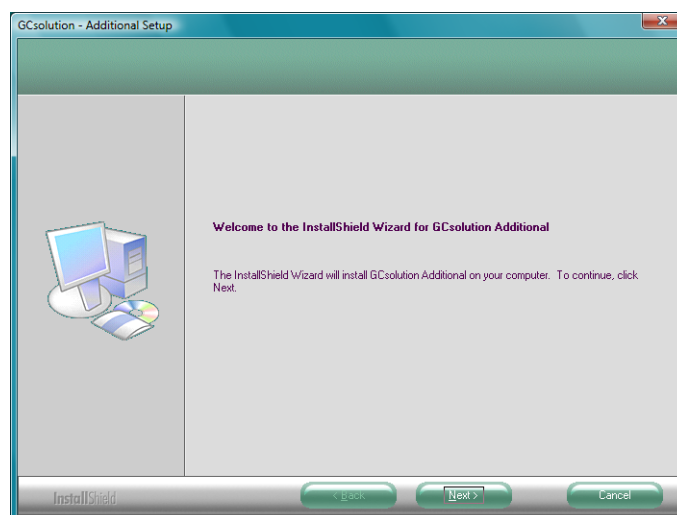 GCsolution - Additional Setup
Welcome to the InstallShield Wizard for GCsolution Additional
The InstallShield Wizard will install GCsolution Additional on your computer. To continue, click
Next.
InstallShield
< Back
Next >
Cancel